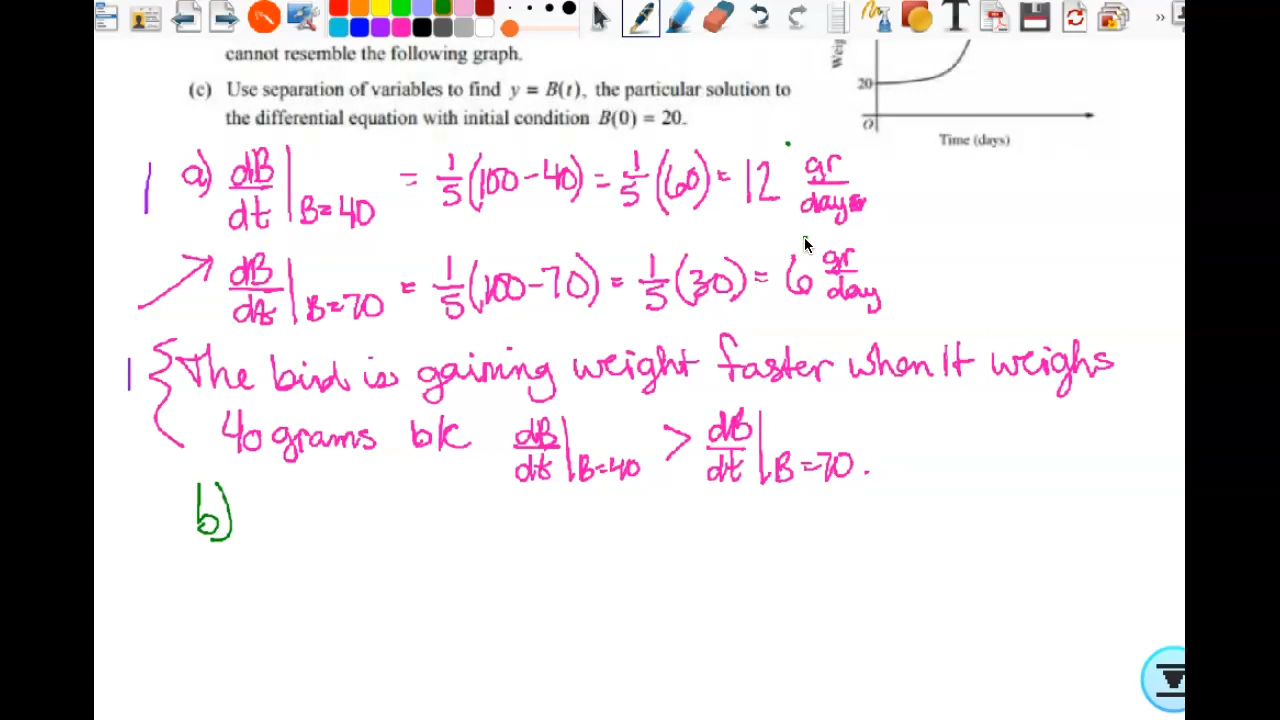 cannot resemble the following graph.
(c) Use separation of variables to find y = B(t), the particular solution to
the differential equation with initial condition B(0) = 20.
Weig
20
O
Time (days)
1 a) dB/dt |B=40 = 1/5(100-40) = 1/5(60) = 12 gr/day
dB/dt |B=70 = 1/5(100-70) = 1/5(30) = 6 gr/day
1 { The bird is gaining weight faster when it weighs
40 grams b/c dB/dt |B=40 > dB/dt |B=70.
b)